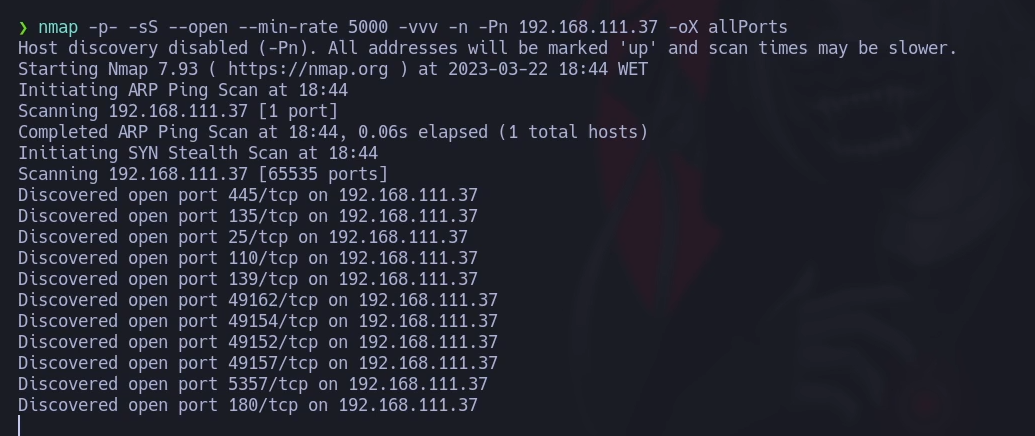 ❯ nmap -p- -sS --open --min-rate 5000 -vvv -n -Pn 192.168.111.37 -oX allPorts
Host discovery disabled (-Pn). All addresses will be marked 'up' and scan times may be slower.
Starting Nmap 7.93 ( https://nmap.org ) at 2023-03-22 18:44 WET
Initiating ARP Ping Scan at 18:44
Scanning 192.168.111.37 [1 port]
Completed ARP Ping Scan at 18:44, 0.06s elapsed (1 total hosts)
Initiating SYN Stealth Scan at 18:44
Scanning 192.168.111.37 [65535 ports]
Discovered open port 445/tcp on 192.168.111.37
Discovered open port 135/tcp on 192.168.111.37
Discovered open port 25/tcp on 192.168.111.37
Discovered open port 110/tcp on 192.168.111.37
Discovered open port 139/tcp on 192.168.111.37
Discovered open port 49162/tcp on 192.168.111.37
Discovered open port 49154/tcp on 192.168.111.37
Discovered open port 49152/tcp on 192.168.111.37
Discovered open port 49157/tcp on 192.168.111.37
Discovered open port 5357/tcp on 192.168.111.37
Discovered open port 180/tcp on 192.168.111.37